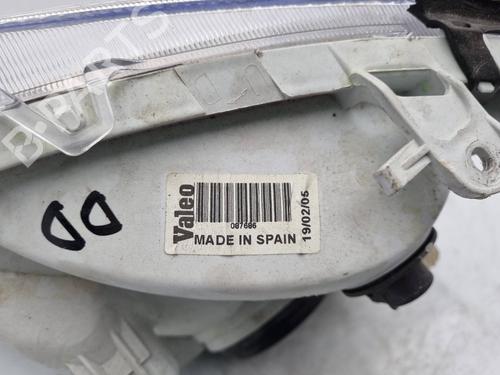 Valeo
087686
MADE IN SPAIN
19/02/05
DD
B-PARTS